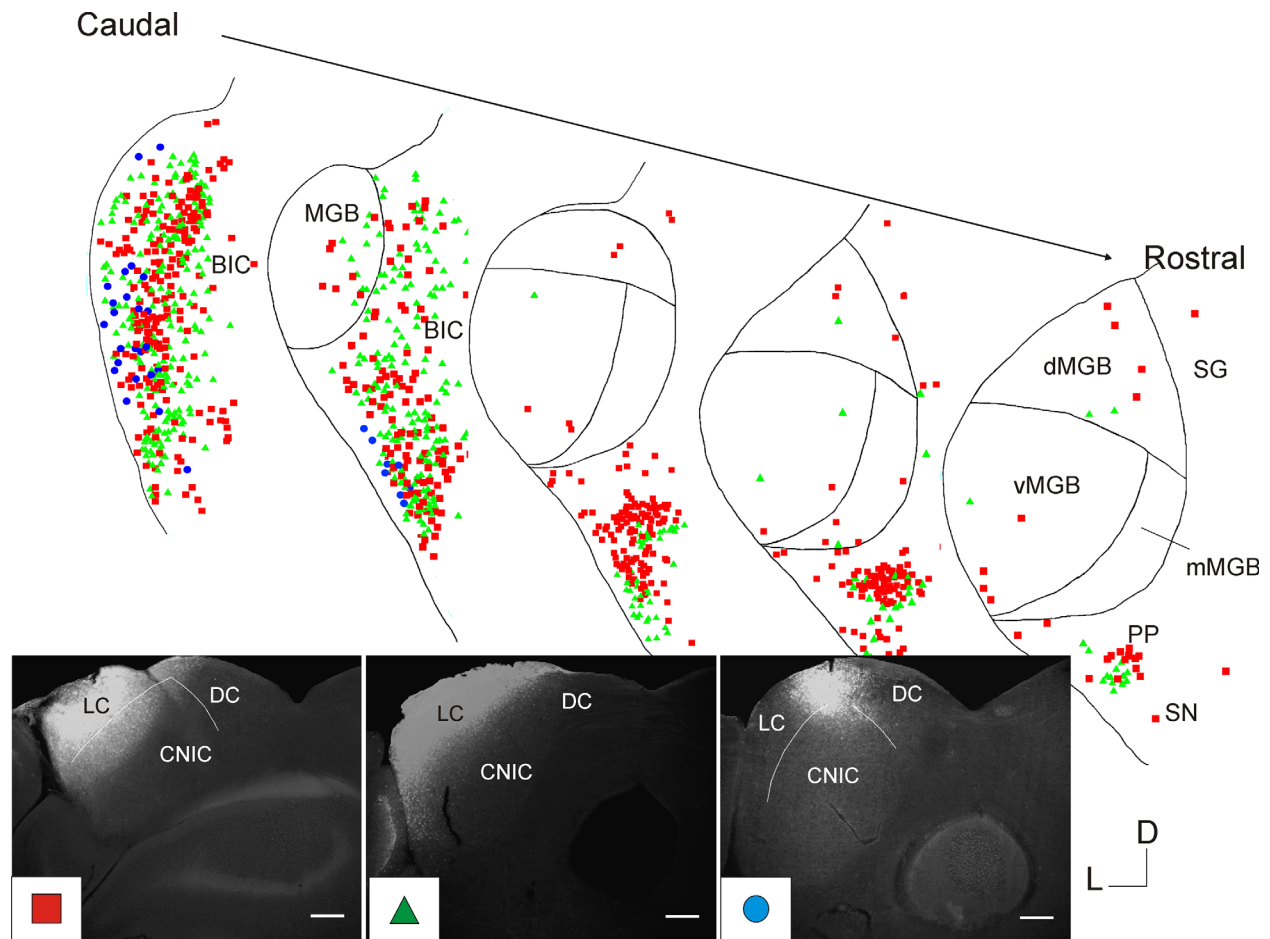 Caudal
Rostral
BIC
MGB
BIC
dMGB
SG
vMGB
mMGB
PP
SN
LC
DC
CNIC
LC
DC
CNIC
LC
DC
CNIC
D
L